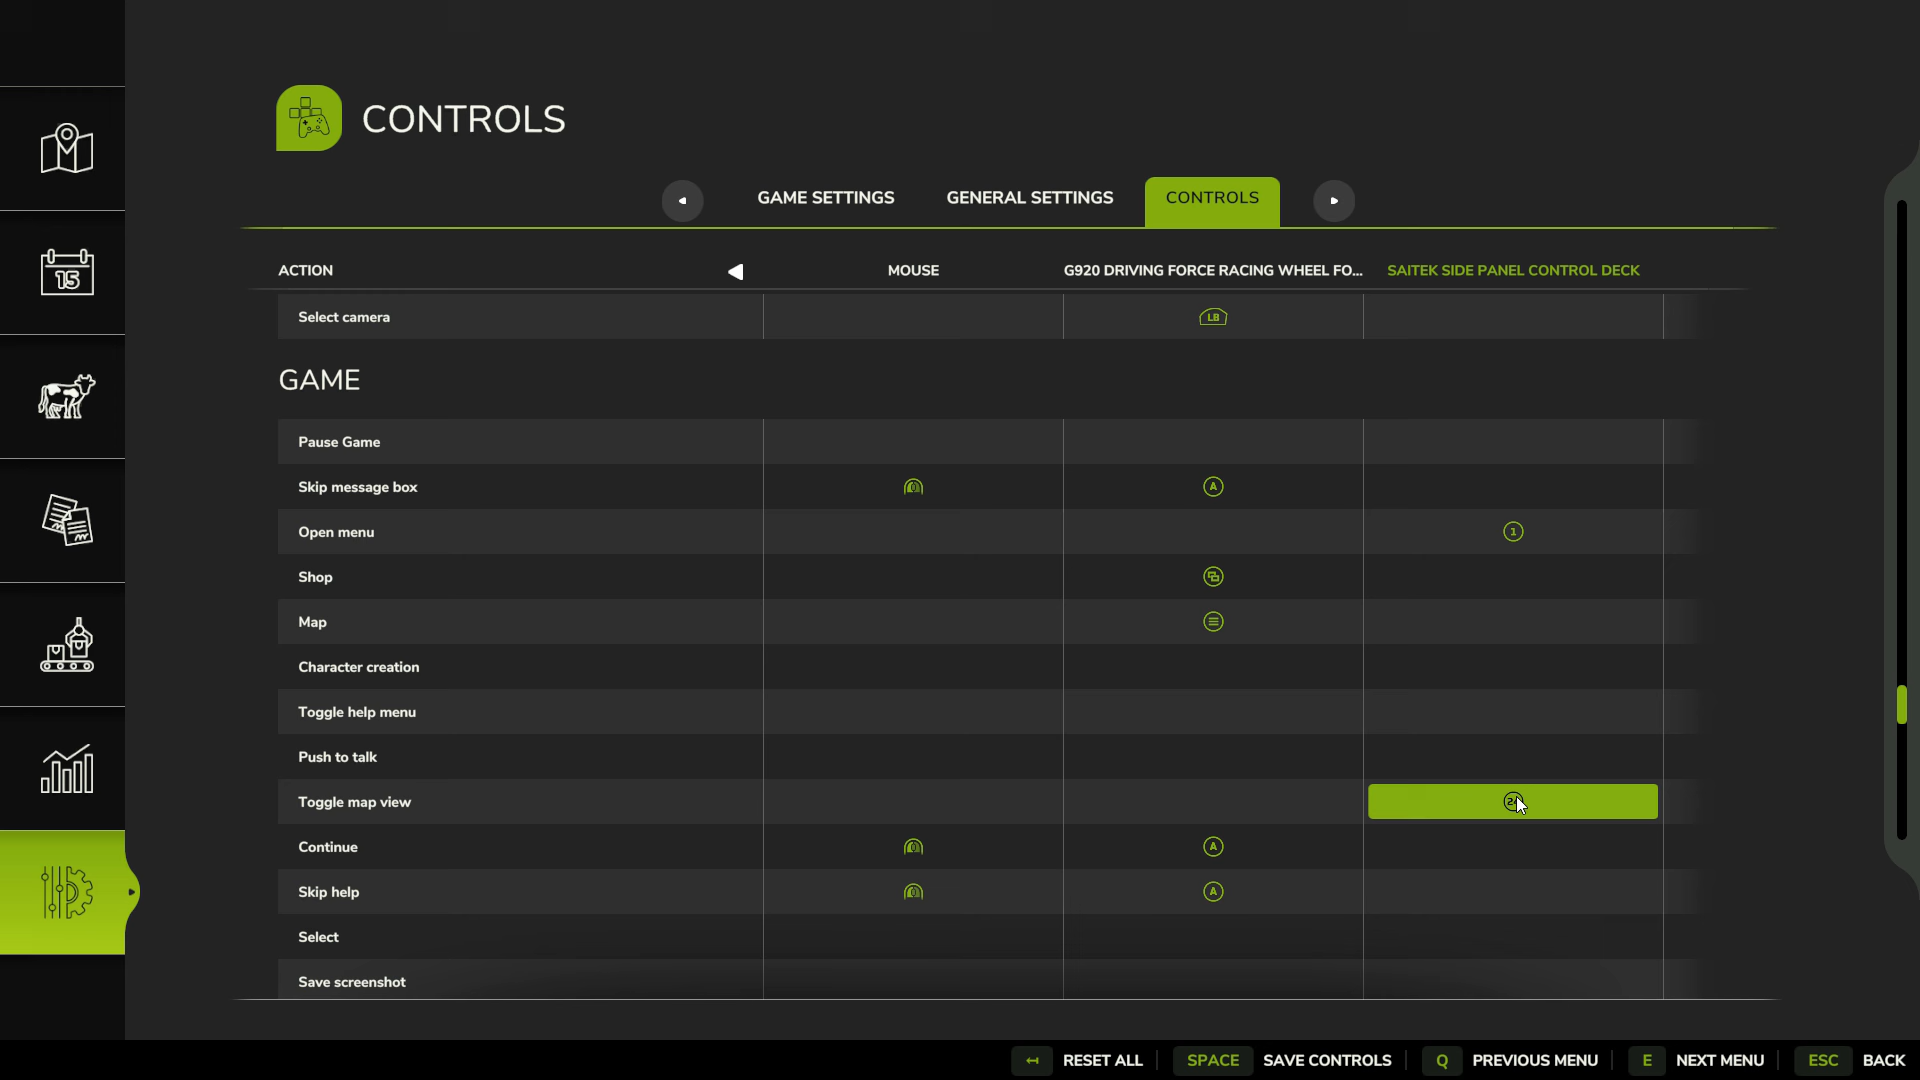 CONTROLS
GAME SETTINGS GENERAL SETTINGS CONTROLS
15
ACTION MOUSE G920 DRIVING FORCE RACING WHEEL FO... SAITEK SIDE PANEL CONTROL DECK
Select camera LB
GAME
Pause Game
Skip message box A
Open menu 1
Shop
Map
Character creation
Toggle help menu
Push to talk
Toggle map view
Continue A
Skip help A
Select
Save screenshot
RESET ALL SPACE SAVE CONTROLS Q PREVIOUS MENU E NEXT MENU ESC BACK